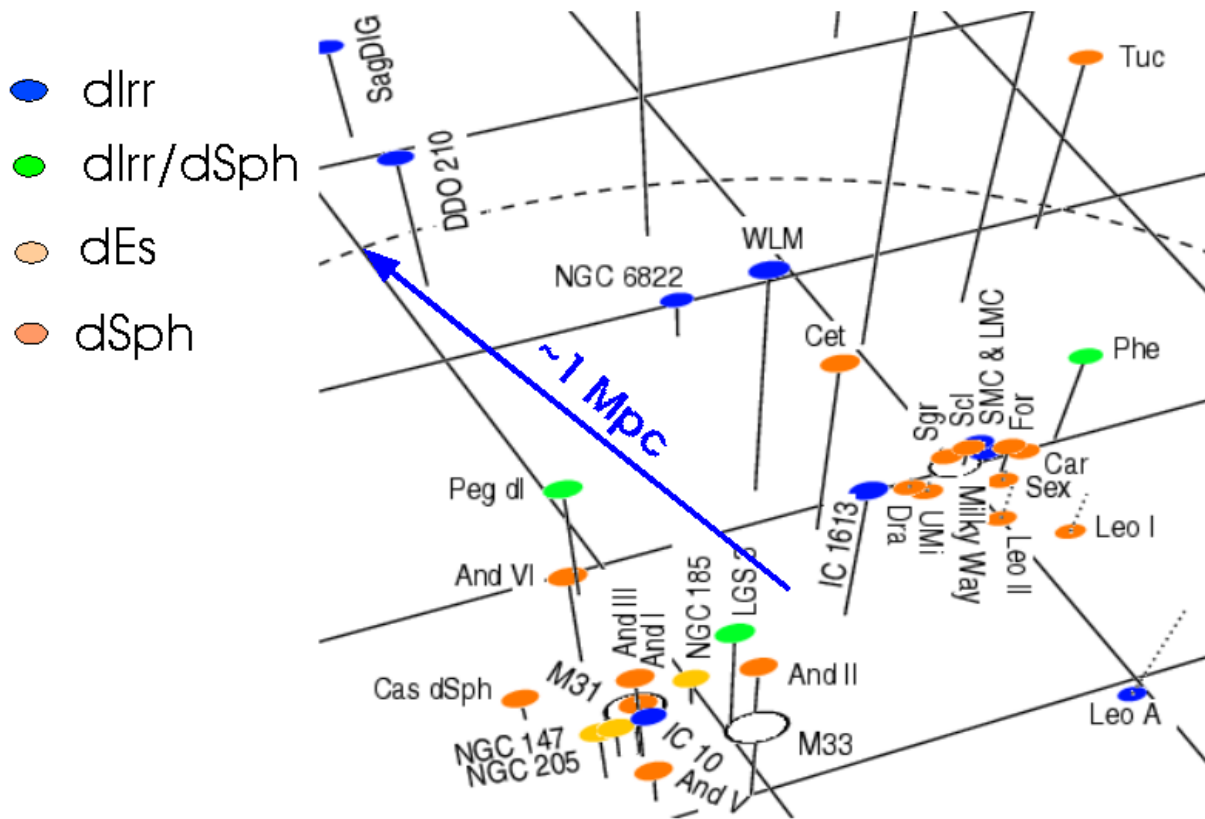 dIrr
dIrr/dSph
dEs
dSph
SagDIG
DDO 210
Tuc
WLM
NGC 6822
~1 Mpc
Cet
SMC & LMC
Phe
Sgr
Scl
For
Car
Sex
Peg dI
IC 1613
Dra
UMi
Milky Way
Leo II
Leo I
And VI
And III
And I
NGC 185
LGS 3
M31
And II
Cas dSph
Leo A
NGC 147
NGC 205
IC 10
M33
And V